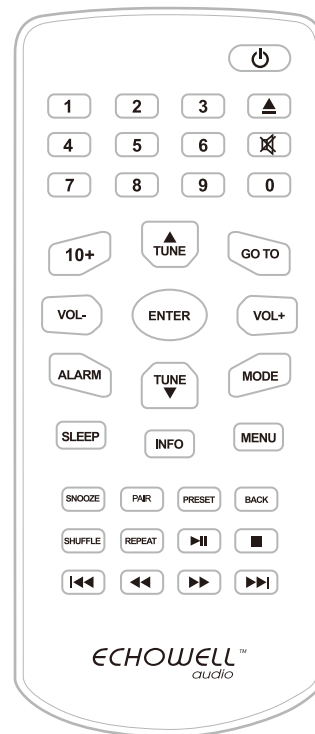 1 2 3
4 5 6
7 8 9 0
10+ TUNE GO TO
VOL- ENTER VOL+
ALARM TUNE MODE
SLEEP INFO MENU
SNOOZE PAIR PRESET BACK
SHUFFLE REPEAT
ECHOWELL™
audio